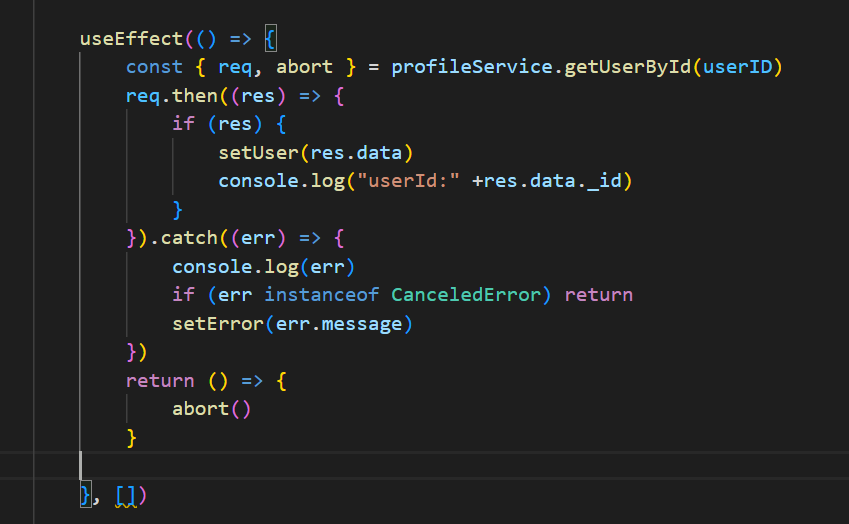 useEffect(() => {
const { req, abort } = profileService.getUserById(userID)
req.then((res) => {
if (res) {
setUser(res.data)
console.log("userId:" +res.data._id)
}
}).catch((err) => {
console.log(err)
if (err instanceof CanceledError) return
setError(err.message)
})
return () => {
abort()
}
}, [])